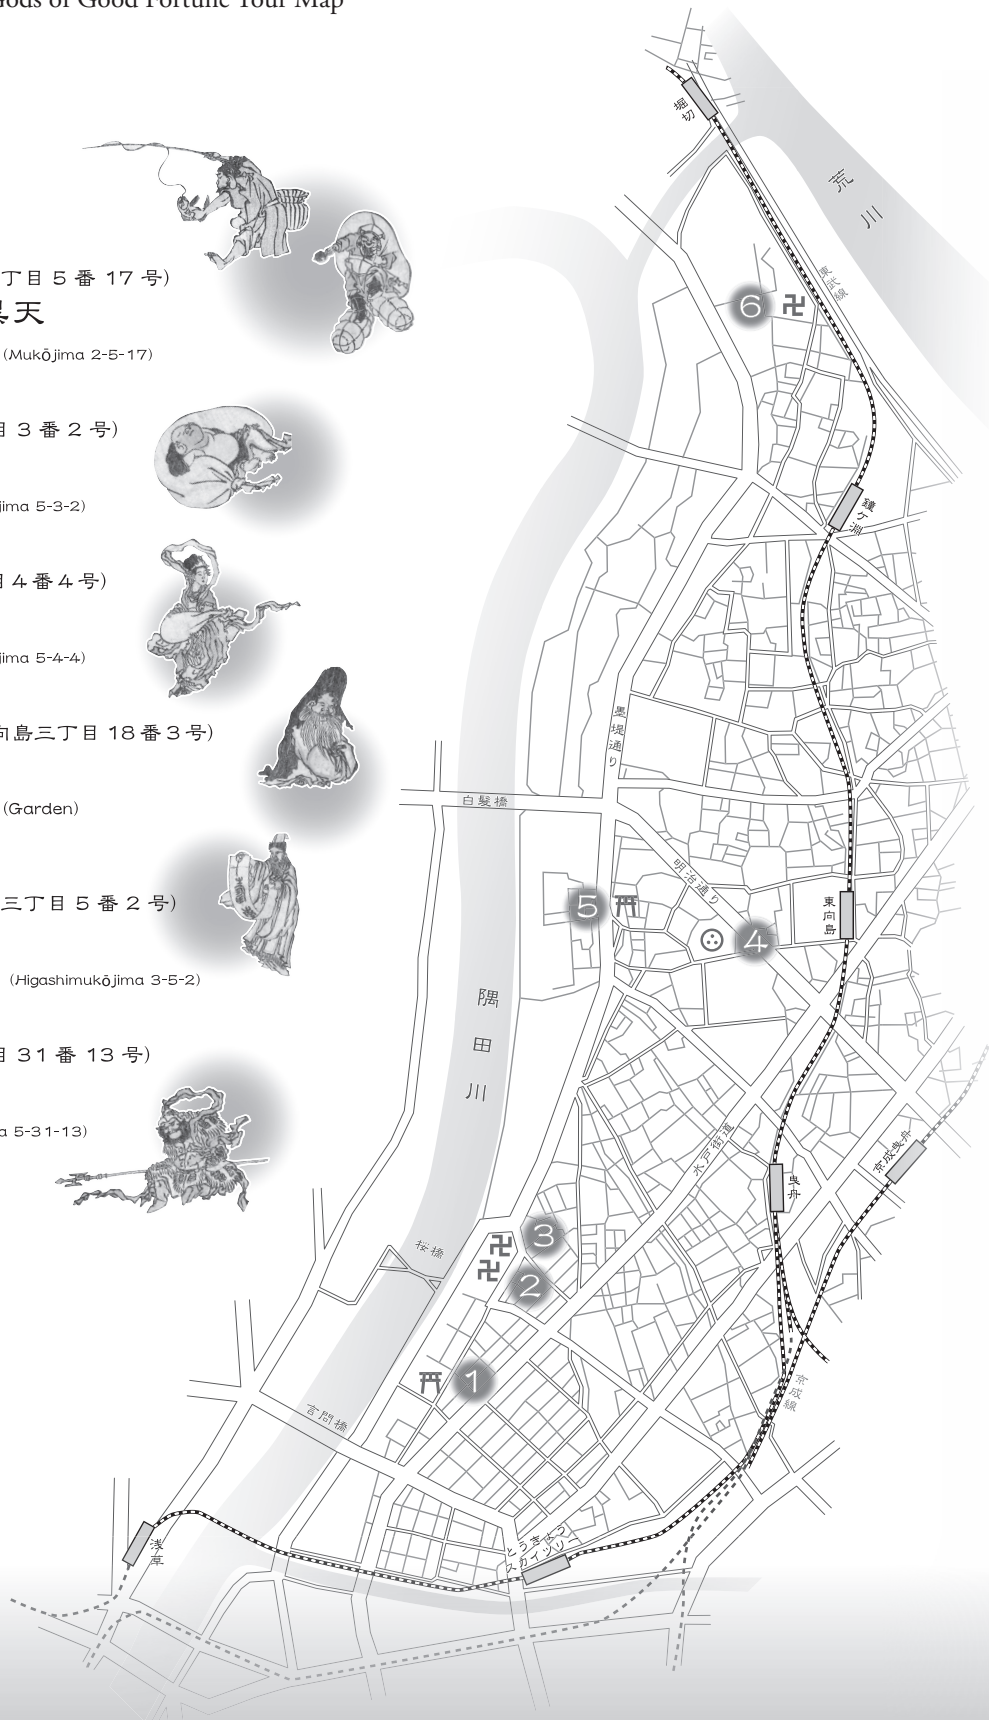 Gods of Good Fortune Tour Map
丁目5番17号)
天
(Mukōjima 2-5-17)
目3番2号)
jima 5-3-2)
目4番4号)
jima 5-4-4)
向島三丁目18番3号)
(Garden)
三丁目5番2号)
(Higashimukōjima 3-5-2)
目31番13号)
a 5-31-13)
堀切
荒川
東武線
6
卍
鐘ケ淵
墨堤通り
白髭橋
明治通り
5
4
東向島
隅田川
水戸街道
京成曳舟
曳舟
3
卍
卍
2
桜橋
1
京成線
言問橋
とうきょう
スカイツリー
浅草